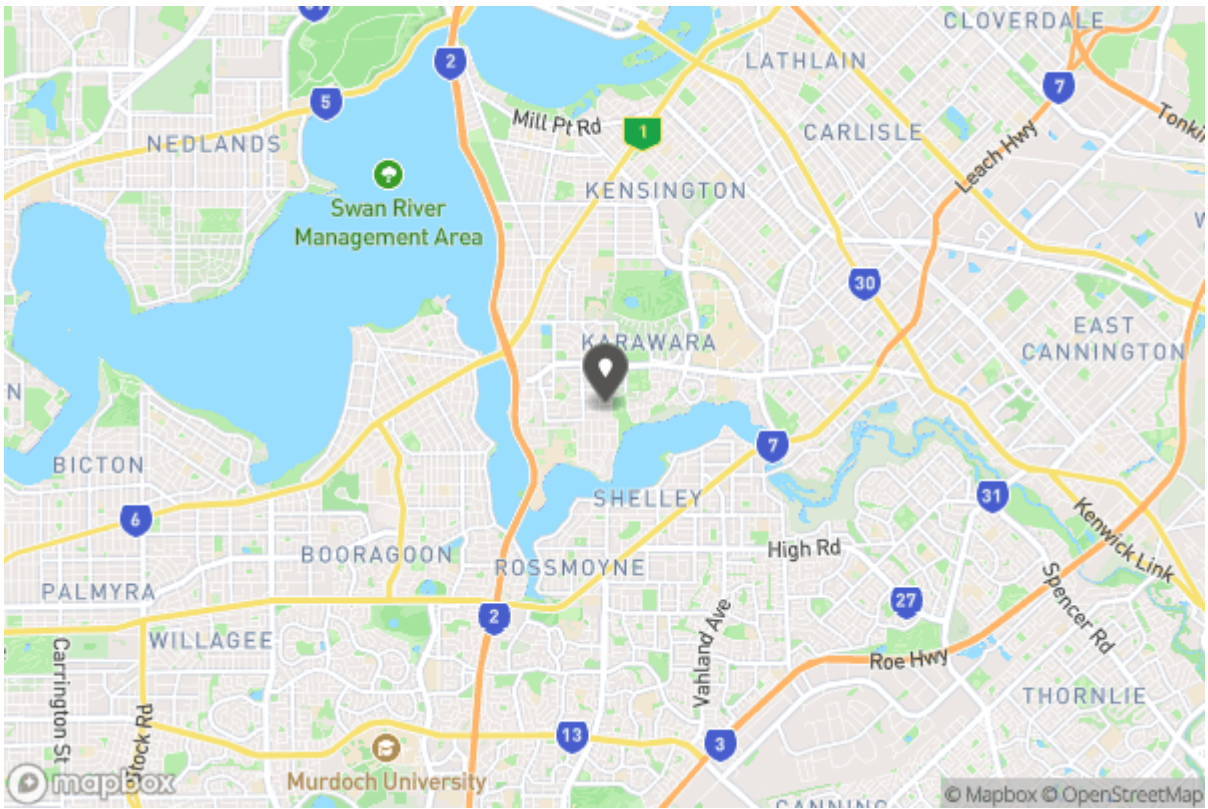 CLOVERDALE
2
LATHLAIN
7
5
Mill Pt Rd
1
CARLISLE
Tonkin
NEDLANDS
Leach Hwy
KENSINGTON
Swan River
Management Area
30
KARAWARA
EAST
CANNINGTON
N
BICTON
7
SHELLEY
31
6
BOORAGOON
High Rd
Kenwick Link
ROSSMOYNE
PALMYRA
27
2
Spencer Rd
WILLAGEE
Vahland Ave
Roe Hwy
Carrington St
THORNLIE
Stock Rd
13
3
Murdoch University
mapbox
© Mapbox © OpenStreetMap